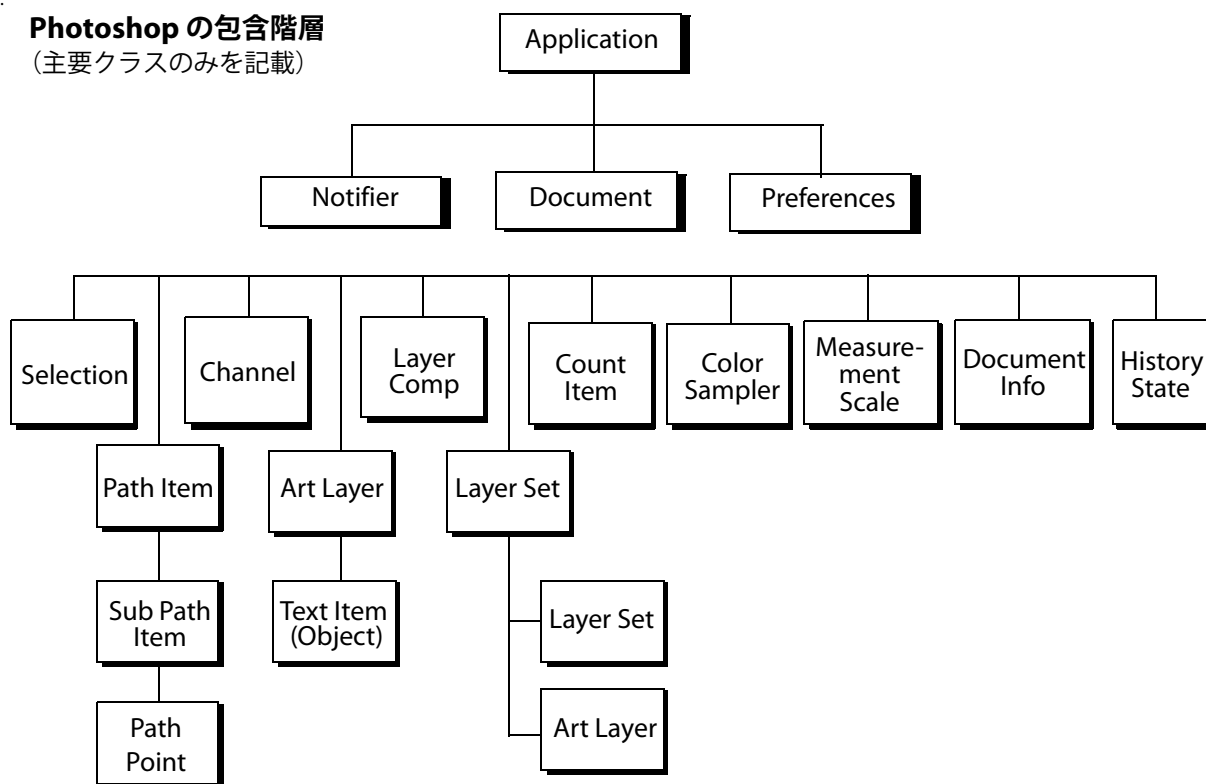 Photoshop の包含階層
（主要クラスのみを記載）
Application
Notifier
Document
Preferences
Selection
Channel
Layer
Comp
Count
Item
Color
Sampler
Measure-
ment
Scale
Document
Info
History
State
Path Item
Art Layer
Layer Set
Sub Path
Item
Text Item
(Object)
Layer Set
Path
Point
Art Layer